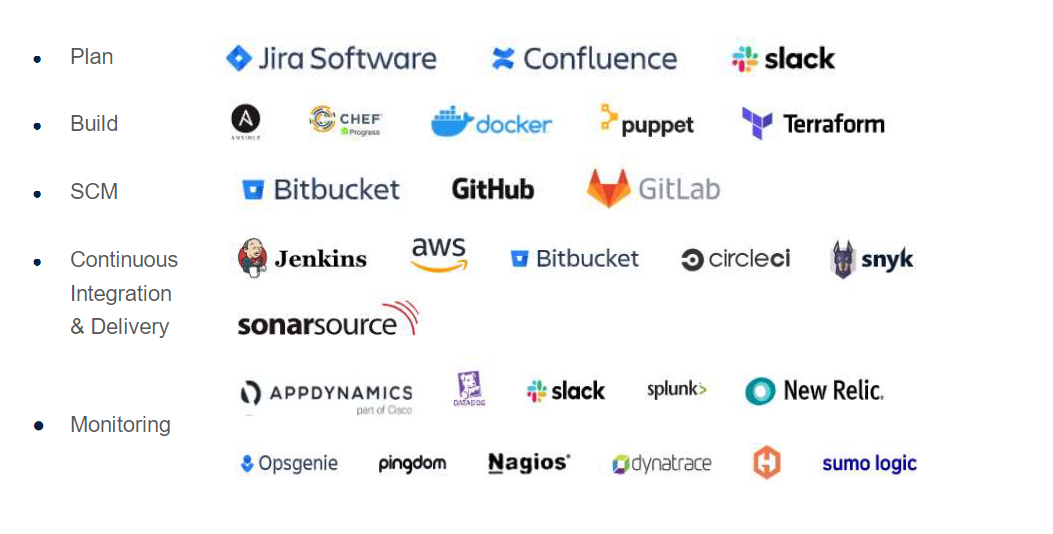 Plan
Jira Software Confluence slack
Build
ANSIBLE CHEF Progress docker puppet Terraform
SCM
Bitbucket GitHub GitLab
Continuous
Integration
& Delivery
Jenkins aws Bitbucket circleci snyk
sonarsource
Monitoring
APPDYNAMICS DATADOG slack splunk> New Relic.
part of Cisco
Opsgenie pingdom Nagios® dynatrace sumo logic